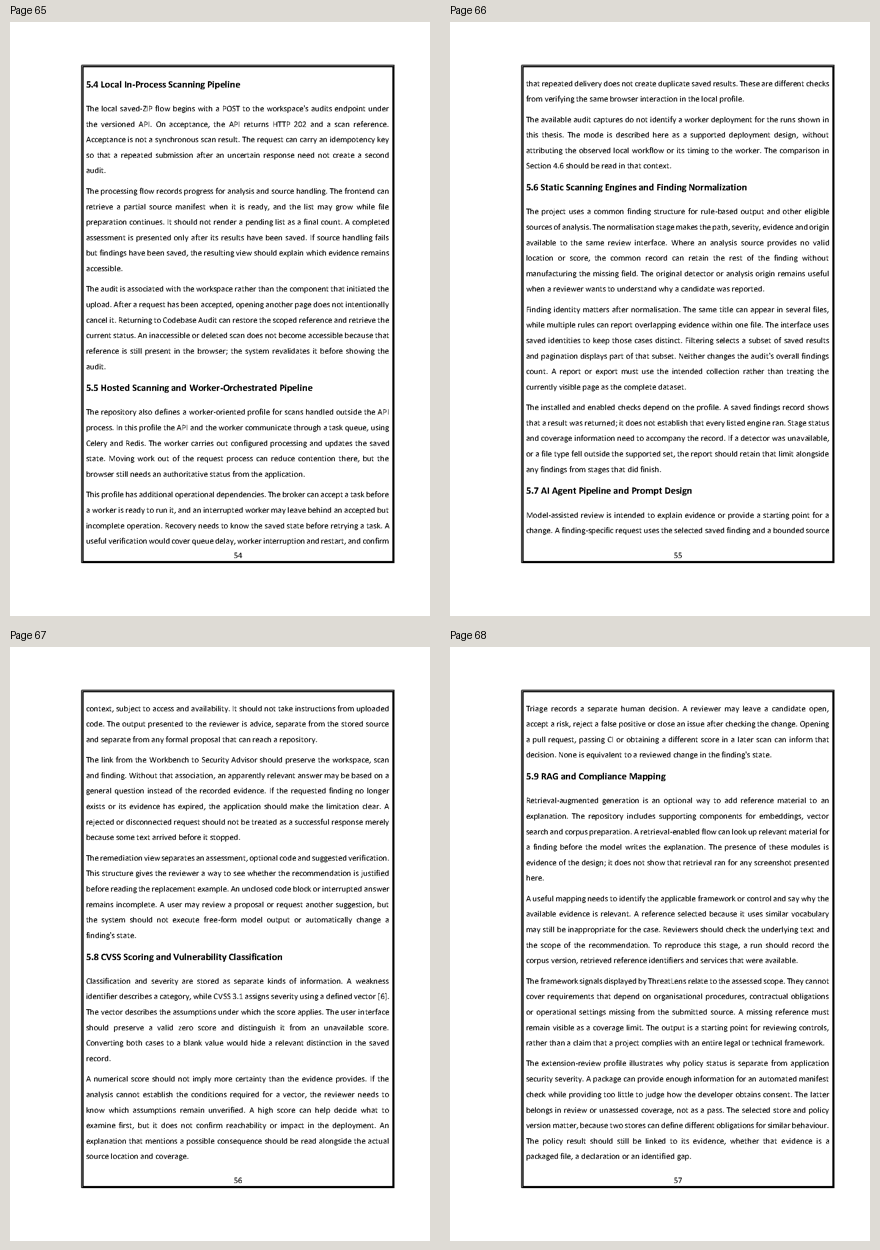 Page 65
5.4 Local In-Process Scanning Pipeline
The local saved-ZIP flow begins with a POST to the workspace's audits endpoint under
the versioned API. On acceptance, the API returns HTTP 202 and a scan reference.
Acceptance is not a synchronous scan result. The request can carry an idempotency key
so that a repeated submission after an uncertain response need not create a second
audit.
The processing flow records progress for analysis and source handling. The frontend can
retrieve a partial source manifest when it is ready, and the list may grow while file
preparation continues. It should not render a pending list as a final count. A completed
assessment is presented only after its results have been saved. If source handling fails
but findings have been saved, the resulting view should explain which evidence remains
accessible.
The audit is associated with the workspace rather than the component that initiated the
upload. After a request has been accepted, opening another page does not intentionally
cancel it. Returning to Codebase Audit can restore the scoped reference and retrieve the
current status. An inaccessible or deleted scan does not become accessible because that
reference is still present in the browser; the system revalidates it before showing the
audit.
5.5 Hosted Scanning and Worker-Orchestrated Pipeline
The repository also defines a worker-oriented profile for scans handled outside the API
process. In this profile the API and the worker communicate through a task queue, using
Celery and Redis. The worker carries out configured processing and updates the saved
state. Moving work out of the request process can reduce contention there, but the
browser still needs an authoritative status from the application.
This profile has additional operational dependencies. The broker can accept a task before
a worker is ready to run it, and an interrupted worker may leave behind an accepted but
incomplete operation. Recovery needs to know the saved state before retrying a task. A
useful verification would cover queue delay, worker interruption and restart, and confirm
54
Page 66
that repeated delivery does not create duplicate saved results. These are different checks
from verifying the same browser interaction in the local profile.
The available audit captures do not identify a worker deployment for the runs shown in
this thesis. The mode is described here as a supported deployment design, without
attributing the observed local workflow or its timing to the worker. The comparison in
Section 4.6 should be read in that context.
5.6 Static Scanning Engines and Finding Normalization
The project uses a common finding structure for rule-based output and other eligible
sources of analysis. The normalisation stage makes the path, severity, evidence and origin
available to the same review interface. Where an analysis source provides no valid
location or score, the common record can retain the rest of the finding without
manufacturing the missing field. The original detector or analysis origin remains useful
when a reviewer wants to understand why a candidate was reported.
Finding identity matters after normalisation. The same title can appear in several files,
while multiple rules can report overlapping evidence within one file. The interface uses
saved identities to keep those cases distinct. Filtering selects a subset of saved results
and pagination displays part of that subset. Neither changes the audit's overall findings
count. A report or export must use the intended collection rather than treating the
currently visible page as the complete dataset.
The installed and enabled checks depend on the profile. A saved findings record shows
that a result was returned; it does not establish that every listed engine ran. Stage status
and coverage information need to accompany the record. If a detector was unavailable,
or a file type fell outside the supported set, the report should retain that limit alongside
any findings from stages that did finish.
5.7 AI Agent Pipeline and Prompt Design
Model-assisted review is intended to explain evidence or provide a starting point for a
change. A finding-specific request uses the selected saved finding and a bounded source
55
Page 67
context, subject to access and availability. It should not take instructions from uploaded
code. The output presented to the reviewer is advice, separate from the stored source
and separate from any formal proposal that can reach a repository.
The link from the Workbench to Security Advisor should preserve the workspace, scan
and finding. Without that association, an apparently relevant answer may be based on a
general question instead of the recorded evidence. If the requested finding no longer
exists or its evidence has expired, the application should make the limitation clear. A
rejected or disconnected request should not be treated as a successful response merely
because some text arrived before it stopped.
The remediation view separates an assessment, optional code and suggested verification.
This structure gives the reviewer a way to see whether the recommendation is justified
before reading the replacement example. An unclosed code block or interrupted answer
remains incomplete. A user may review a proposal or request another suggestion, but
the system should not execute free-form model output or automatically change a
finding's state.
5.8 CVSS Scoring and Vulnerability Classification
Classification and severity are stored as separate kinds of information. A weakness
identifier describes a category, while CVSS 3.1 assigns severity using a defined vector [6].
The vector describes the assumptions under which the score applies. The user interface
should preserve a valid zero score and distinguish it from an unavailable score.
Converting both cases to a blank value would hide a relevant distinction in the saved
record.
A numerical score should not imply more certainty than the evidence provides. If the
analysis cannot establish the conditions required for a vector, the reviewer needs to
know which assumptions remain unverified. A high score can help decide what to
examine first, but it does not confirm reachability or impact in the deployment. An
explanation that mentions a possible consequence should be read alongside the actual
source location and coverage.
56
Page 68
Triage records a separate human decision. A reviewer may leave a candidate open,
accept a risk, reject a false positive or close an issue after checking the change. Opening
a pull request, passing CI or obtaining a different score in a later scan can inform that
decision. None is equivalent to a reviewed change in the finding's state.
5.9 RAG and Compliance Mapping
Retrieval-augmented generation is an optional way to add reference material to an
explanation. The repository includes supporting components for embeddings, vector
search and corpus preparation. A retrieval-enabled flow can look up relevant material for
a finding before the model writes the explanation. The presence of these modules is
evidence of the design; it does not show that retrieval ran for any screenshot presented
here.
A useful mapping needs to identify the applicable framework or control and say why the
available evidence is relevant. A reference selected because it uses similar vocabulary
may still be inappropriate for the case. Reviewers should check the underlying text and
the scope of the recommendation. To reproduce this stage, a run should record the
corpus version, retrieved reference identifiers and services that were available.
The framework signals displayed by ThreatLens relate to the assessed scope. They cannot
cover requirements that depend on organisational procedures, contractual obligations
or operational settings missing from the submitted source. A missing reference must
remain visible as a coverage limit. The output is a starting point for reviewing controls,
rather than a claim that a project complies with an entire legal or technical framework.
The extension-review profile illustrates why policy status is separate from application
security severity. A package can provide enough information for an automated manifest
check while providing too little to judge how the developer obtains consent. The latter
belongs in review or unassessed coverage, not as a pass. The selected store and policy
version matter, because two stores can define different obligations for similar behaviour.
The policy result should still be linked to its evidence, whether that evidence is a
packaged file, a declaration or an identified gap.
57